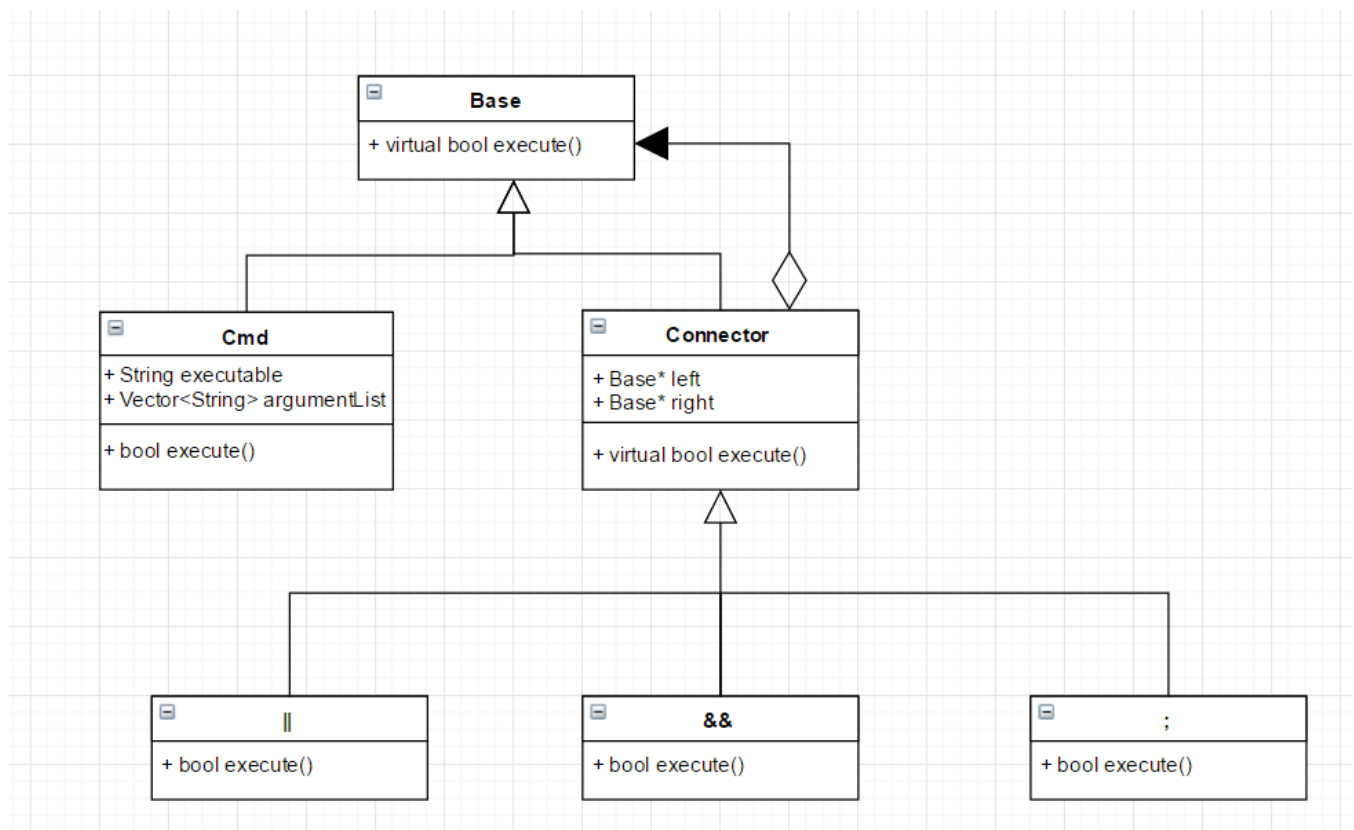 Base
+ virtual bool execute()
Cmd
+ String executable
+ Vector<String> argumentList
+ bool execute()
Connector
+ Base* left
+ Base* right
+ virtual bool execute()
||
+ bool execute()
&&
+ bool execute()
;
+ bool execute()